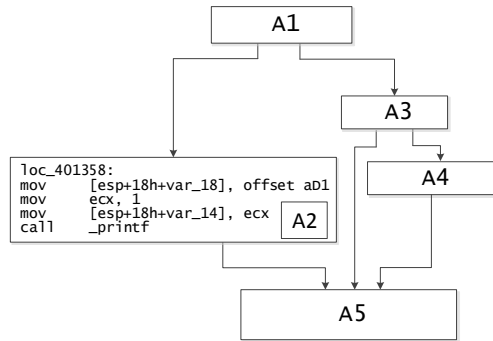 A1
A3
loc_401358:
mov [esp+18h+var_18], offset aD1
mov ecx, 1
mov [esp+18h+var_14], ecx
call _printf
A2
A4
A5